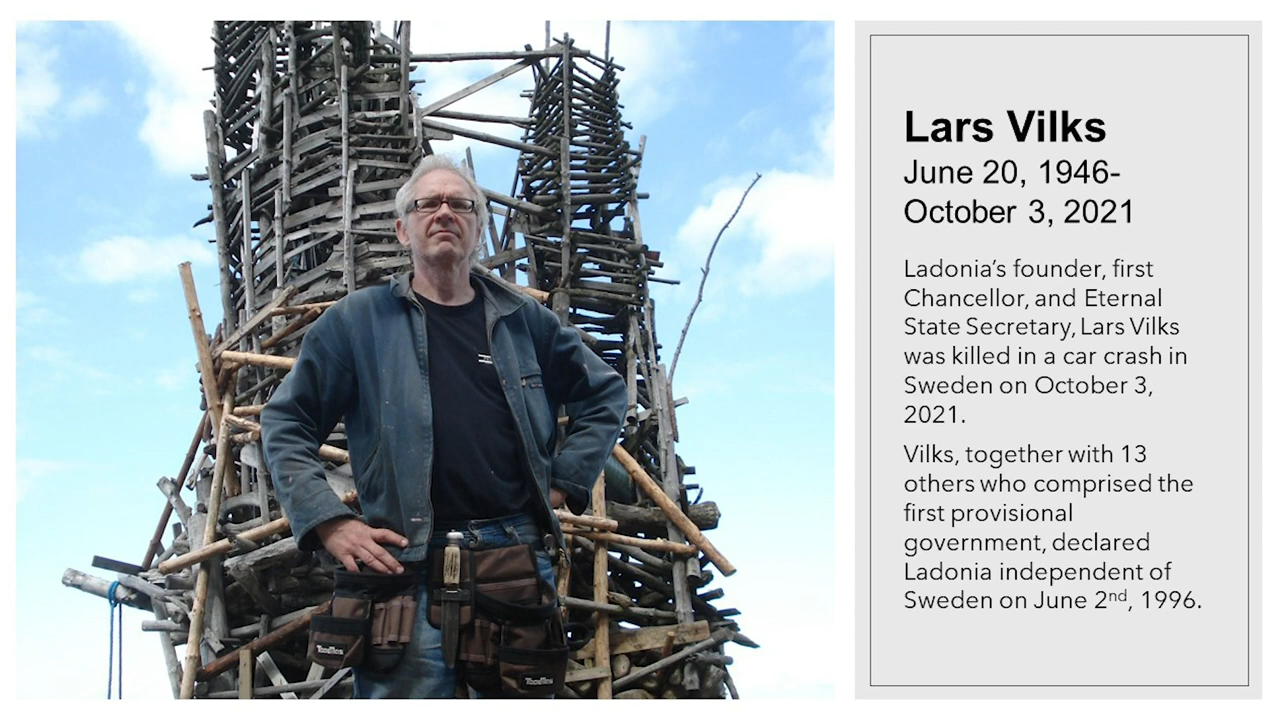 Lars Vilks
June 20, 1946-
October 3, 2021
Ladonia’s founder, first
Chancellor, and Eternal
State Secretary, Lars Vilks
was killed in a car crash in
Sweden on October 3,
2021.
Vilks, together with 13
others who comprised the
first provisional
government, declared
Ladonia independent of
Sweden on June 2nd, 1996.